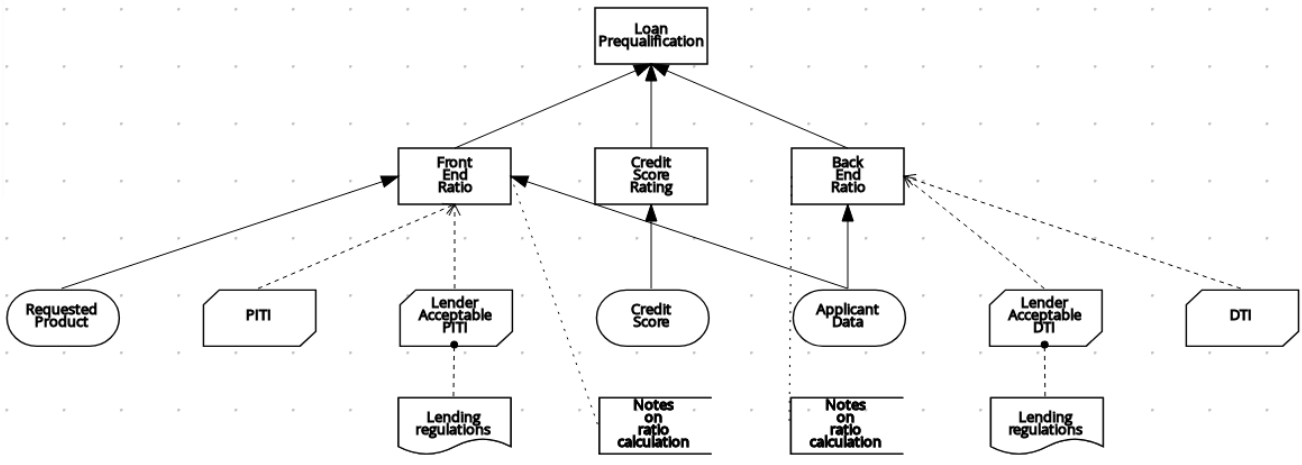 Loan
Prequalification
Front
End
Ratio
Credit
Score
Rating
Back
End
Ratio
Requested
Product
PITI
Lender
Acceptable
PITI
Credit
Score
Applicant
Data
Lender
Acceptable
DTI
DTI
Lending
regulations
Notes
on
ratio
calculation
Notes
on
ratio
calculation
Lending
regulations